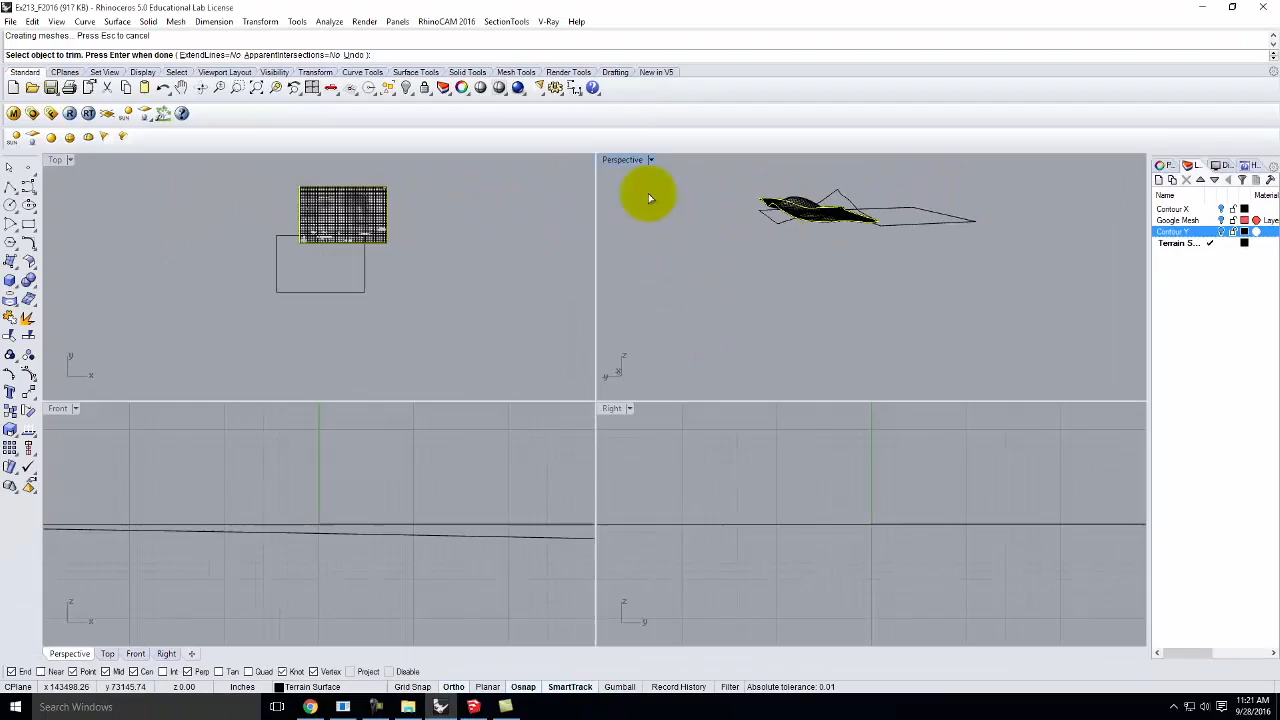 Ex213_F2016 (917 KB) - Rhinoceros 5.0 Educational Lab License
File Edit View Curve Surface Solid Mesh Dimension Transform Tools Analyze Render Panels RhinoCAM 2016 SectionTools V-Ray Help
Creating meshes... Press Esc to cancel
Select object to trim. Press Enter when done ( ExtendLines=No ApparentIntersections=No Undo ):
Standard CPlanes Set View Display Select Viewport Layout Visibility Transform Curve Tools Surface Tools Solid Tools Mesh Tools Render Tools Drafting New in V5
Top
Perspective
P... L... Di... H...
Name Material
Contour X
Google Mesh Laye
Contour Y
Terrain S...
y
x
z
y x
Front
Right
z
x
z
y
Perspective Top Front Right
End Near Point Mid Cen Int Perp Tan Quad Knot Vertex Project Disable
CPlane x 143498.26 y 73145.74 z 0.00 Inches Terrain Surface Grid Snap Ortho Planar Osnap SmartTrack Gumball Record History Filter Absolute tolerance: 0.01
Search Windows
11:21 AM
9/28/2016